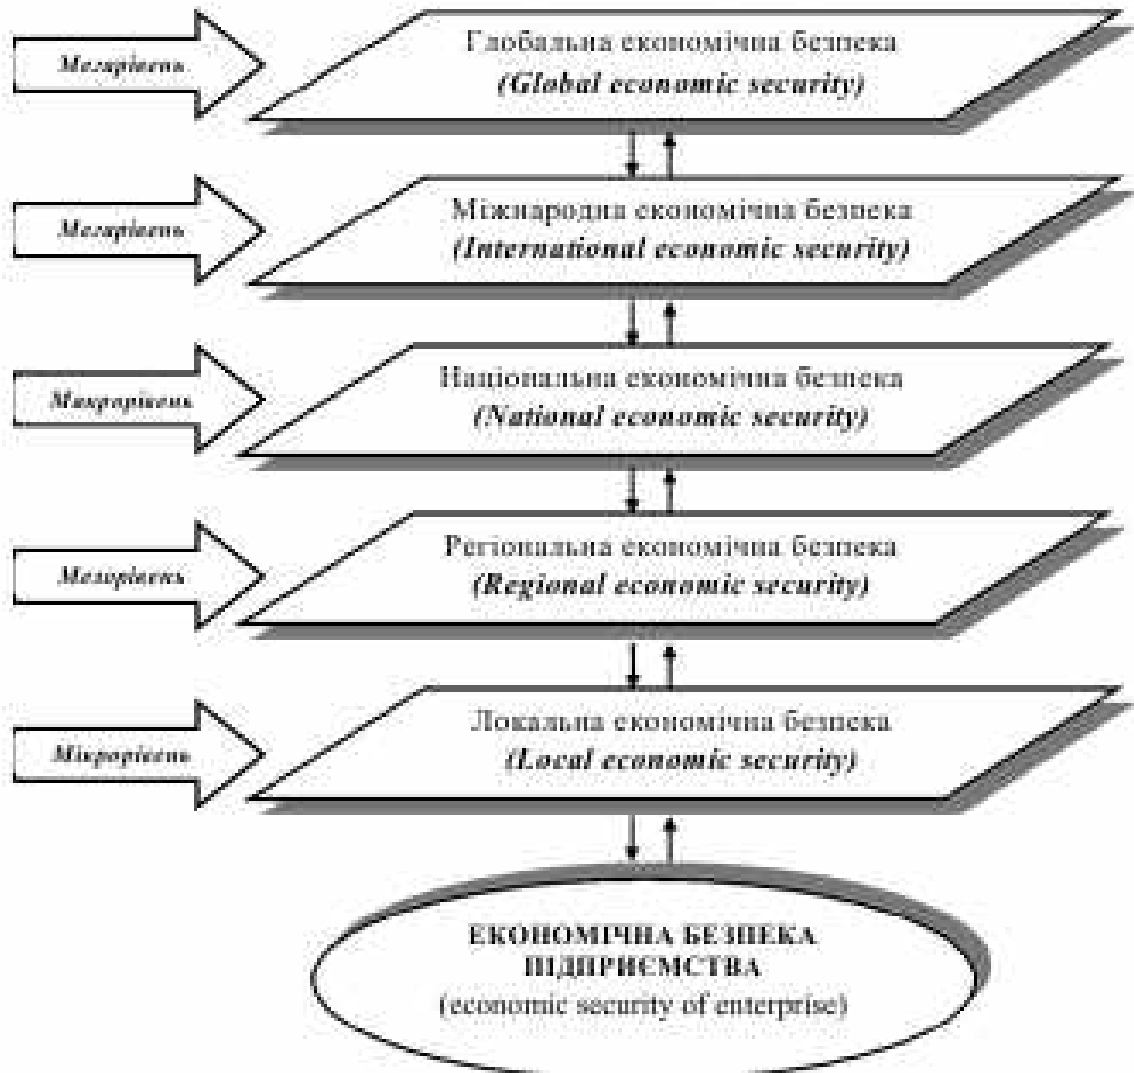 Мегарівень
Глобальна економічна безпека
(Global economic security)
Мегарівень
Міжнародна економічна безпека
(International economic security)
Макрорівень
Національна економічна безпека
(National economic security)
Мезорівень
Регіональна економічна безпека
(Regional economic security)
Мікрорівень
Локальна економічна безпека
(Local economic security)
ЕКОНОМІЧНА БЕЗПЕКА
ПІДПРИЄМСТВА
(economic security of enterprise)